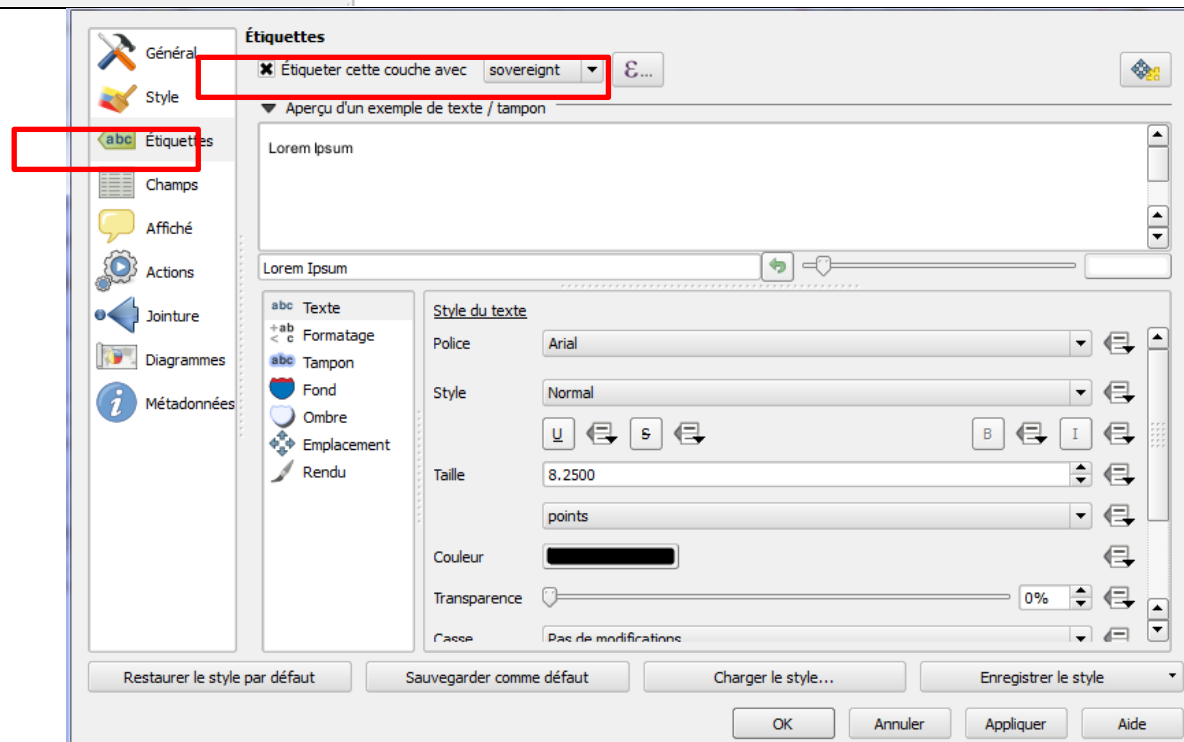 Étiquettes
Étiqueter cette couche avec sovereignt ε...
Aperçu d'un exemple de texte / tampon
Lorem Ipsum
Lorem Ipsum
Général
Style
abc Étiquettes
Champs
Affiché
Actions
Jointure
Diagrammes
i Métadonnées
abc Texte
+ab < c Formatage
abc Tampon
Fond
Ombre
Emplacement
Rendu
Style du texte
Police Arial
Style Normal
U S B I
Taille 8.2500
points
Couleur
Transparence 0%
Casse Pas de modifications
Restaurer le style par défaut Sauvegarder comme défaut Charger le style... Enregistrer le style
OK Annuler Appliquer Aide